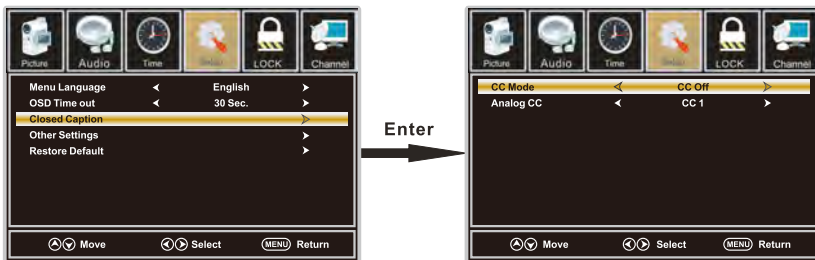 Picture Audio Time Setup LOCK Channel
Menu Language English
OSD Time out 30 Sec.
Closed Caption
Other Settings
Restore Default
Move Select MENU Return
Enter
Picture Audio Time Setup LOCK Channel
CC Mode CC Off
Analog CC CC 1
Move Select MENU Return